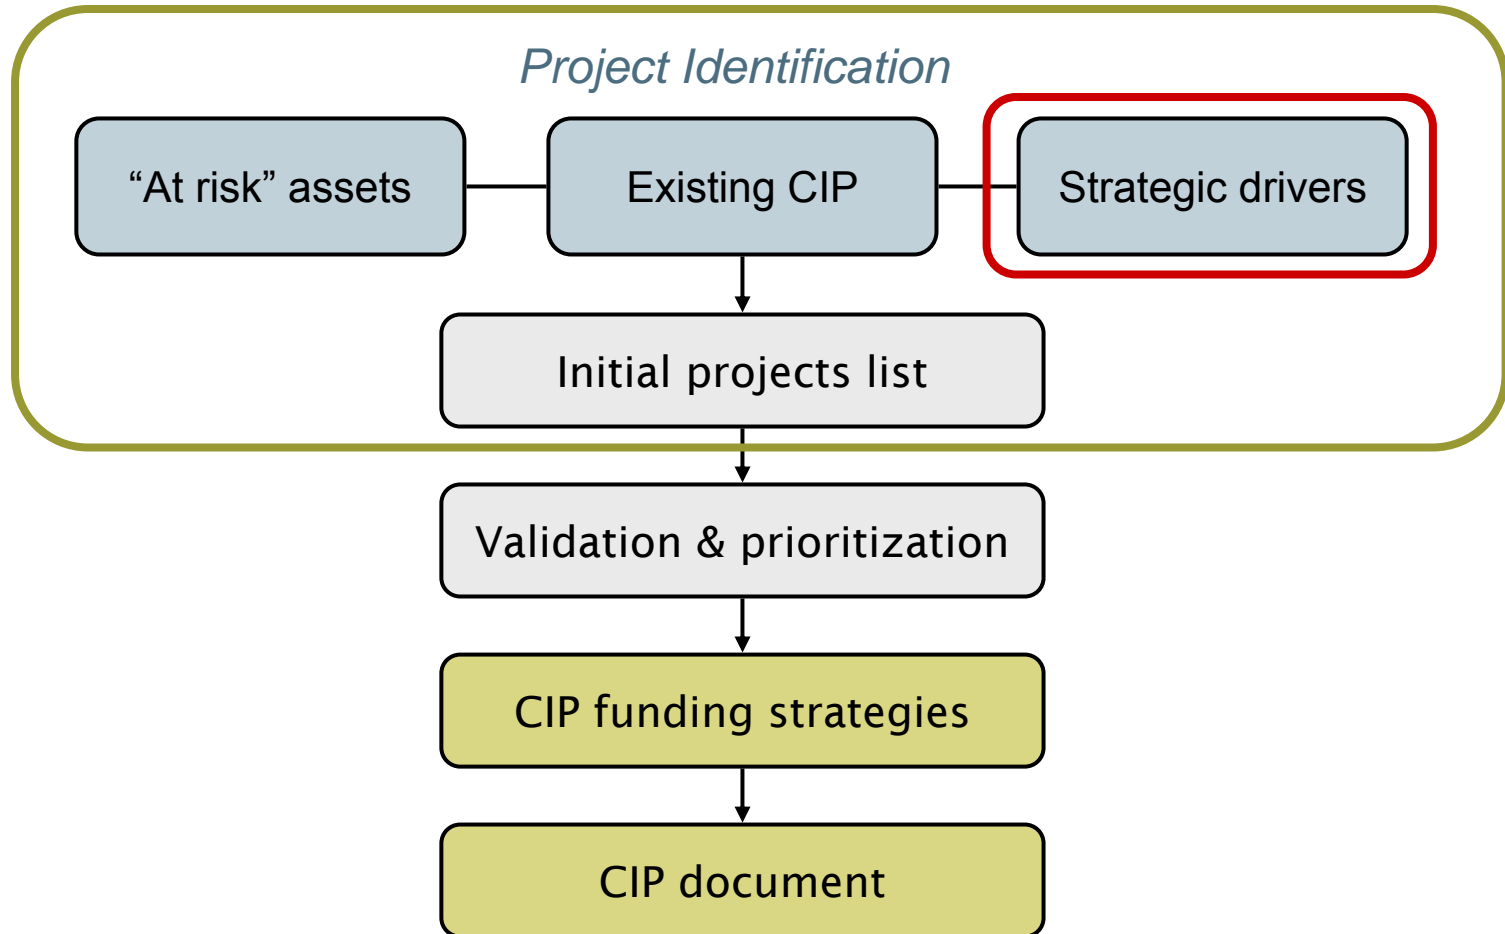 Project Identification
“At risk” assets
Existing CIP
Strategic drivers
Initial projects list
Validation & prioritization
CIP funding strategies
CIP document